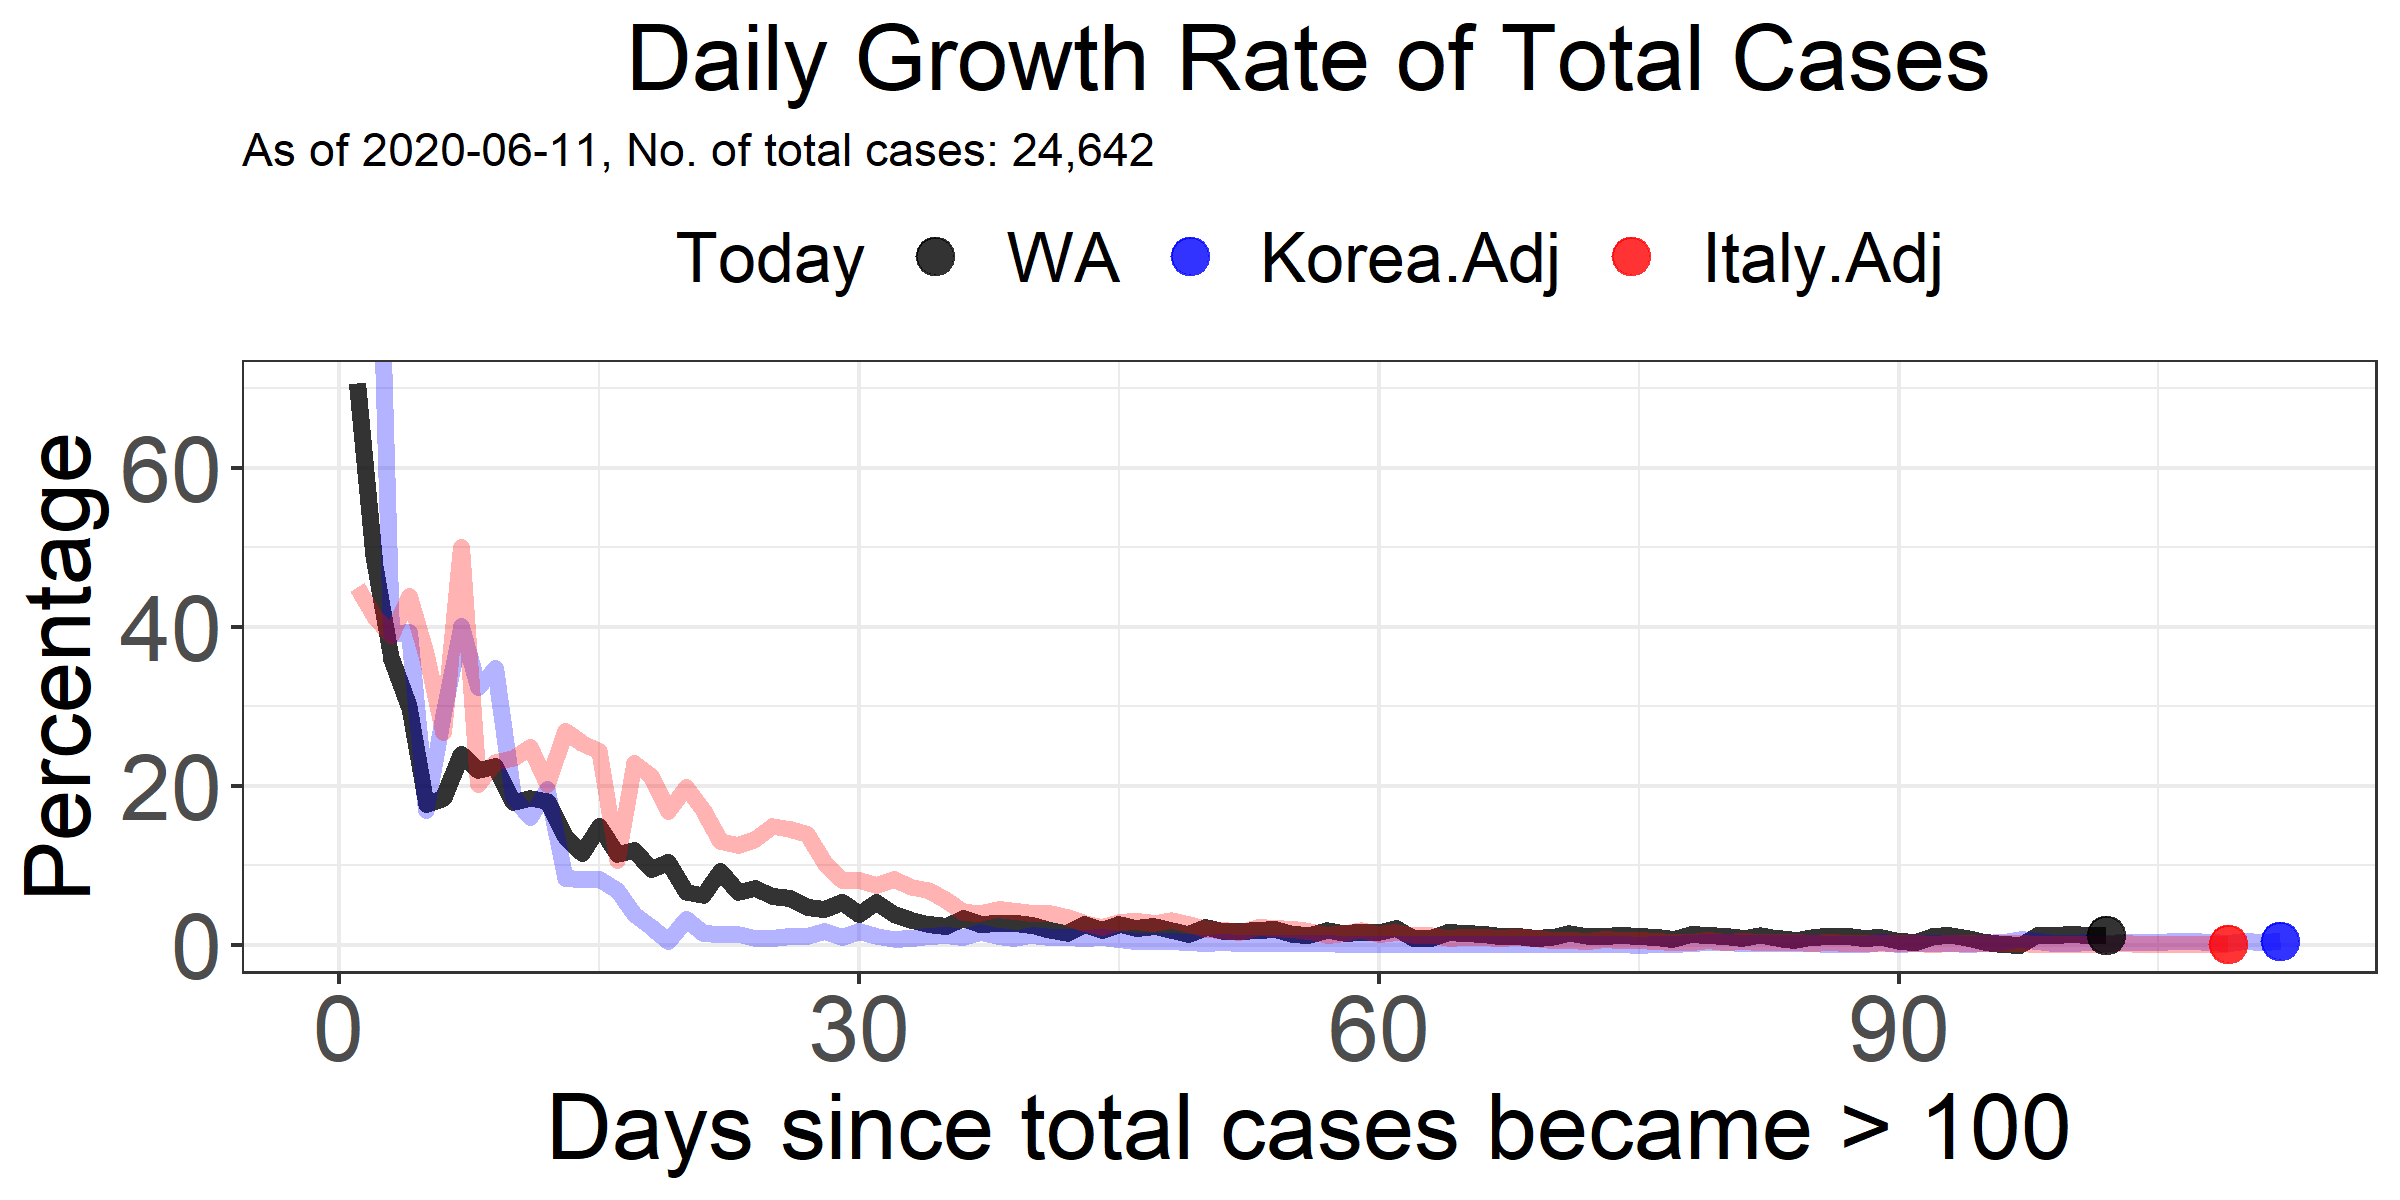 Daily Growth Rate of Total Cases
As of 2020-06-11, No. of total cases: 24,642
Today WA Korea.Adj Italy.Adj
Percentage
60
40
20
0
0 30 60 90
Days since total cases became > 100